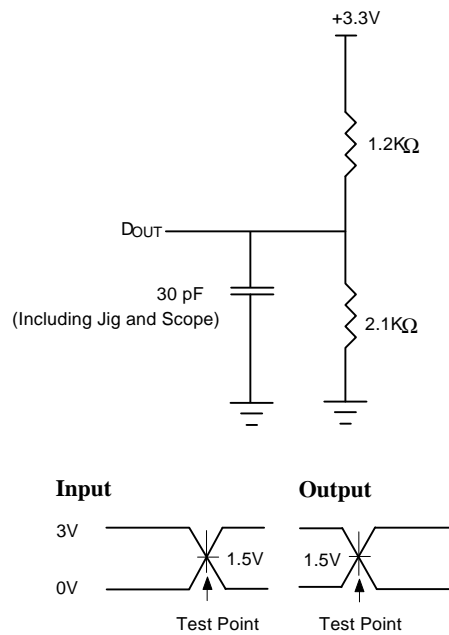 +3.3V
1.2KΩ
DOUT
30 pF
(Including Jig and Scope)
2.1KΩ
Input
Output
3V
1.5V
1.5V
0V
Test Point
Test Point